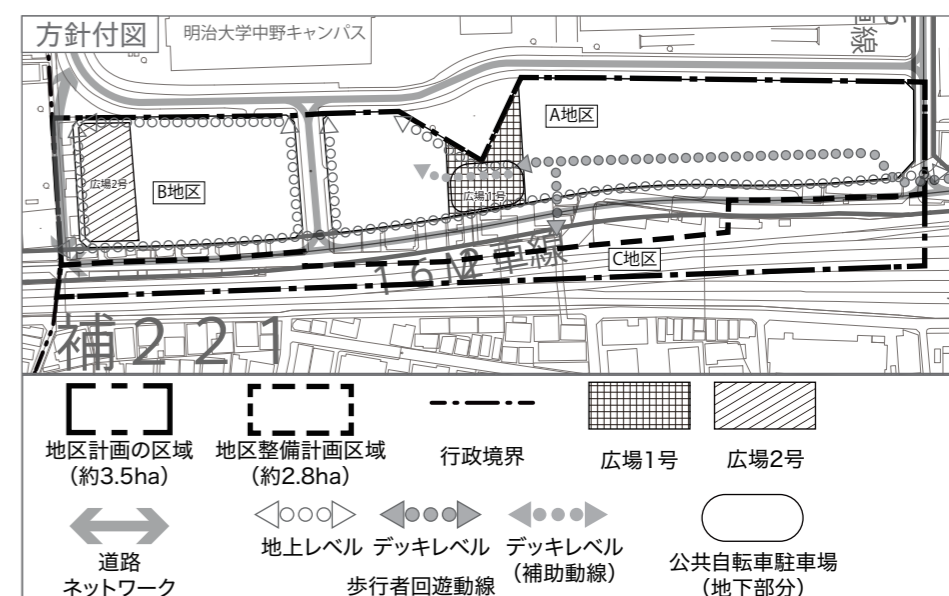 方針付図
明治大学中野キャンパス
A地区
広場2号
B地区
広場1号
C地区
補221
地区計画の区域
(約3.5ha)
地区整備計画区域
(約2.8ha)
行政境界
広場1号
広場2号
道路
ネットワーク
地上レベル
デッキレベル
デッキレベル
(補助動線)
歩行者回遊動線
公共自転車駐車場
(地下部分)